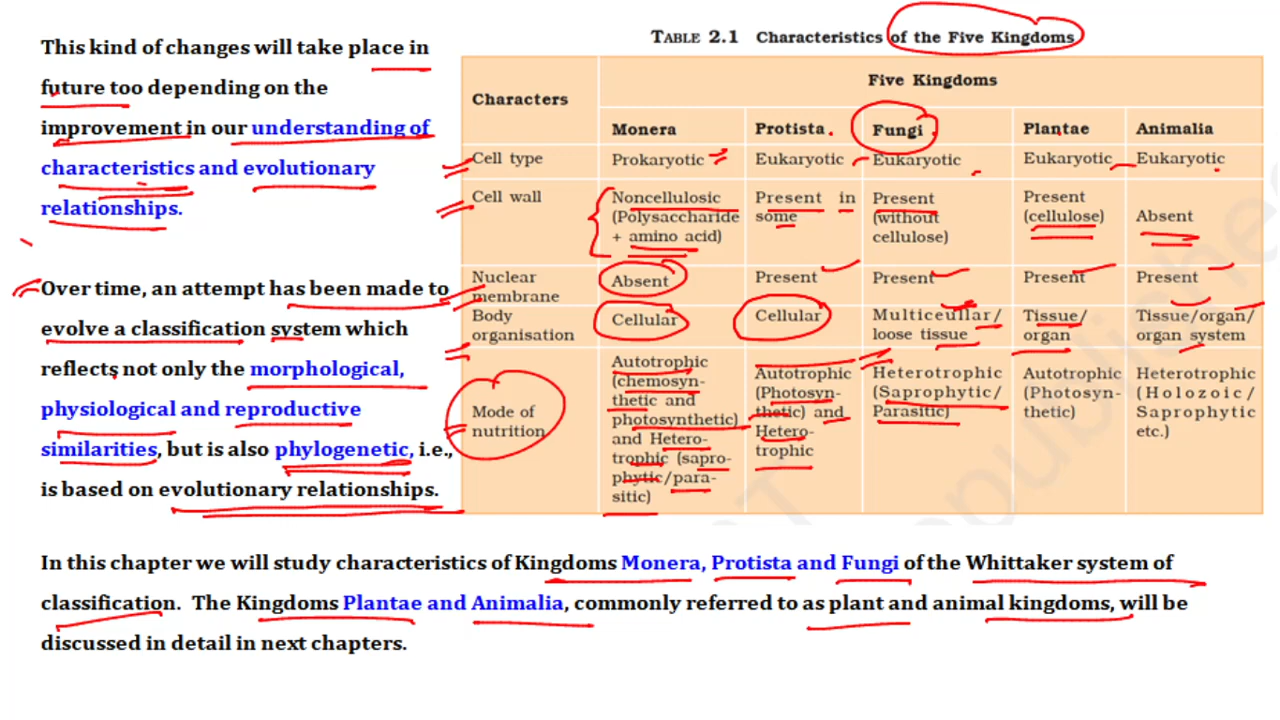 This kind of changes will take place in
future too depending on the
improvement in our understanding of
characteristics and evolutionary
relationships.
Over time, an attempt has been made to
evolve a classification system which
reflects not only the morphological,
physiological and reproductive
similarities, but is also phylogenetic, i.e.,
is based on evolutionary relationships.
TABLE 2.1 Characteristics of the Five Kingdoms
Characters
Five Kingdoms
Monera Protista Fungi Plantae Animalia
Cell type
Prokaryotic
Eukaryotic
Eukaryotic
Eukaryotic
Eukaryotic
Cell wall
Noncellulosic
(Polysaccharide
+ amino acid)
Present in
some
Present
(without
cellulose)
Present
(cellulose)
Absent
Nuclear
membrane
Absent
Present
Present
Present
Present
Body
organisation
Cellular
Cellular
Multicellular/
loose tissue
Tissue/
organ
Tissue/organ/
organ system
Mode of
nutrition
Autotrophic
(chemosyn-
thetic and
photosynthetic)
and Hetero-
trophic (sapro-
phytic/para-
sitic)
Autotrophic
(Photosyn-
thetic) and
Hetero-
trophic
Heterotrophic
(Saprophytic/
Parasitic)
Autotrophic
(Photosyn-
thetic)
Heterotrophic
(Holozoic/
Saprophytic
etc.)
In this chapter we will study characteristics of Kingdoms Monera, Protista and Fungi of the Whittaker system of
classification. The Kingdoms Plantae and Animalia, commonly referred to as plant and animal kingdoms, will be
discussed in detail in next chapters.